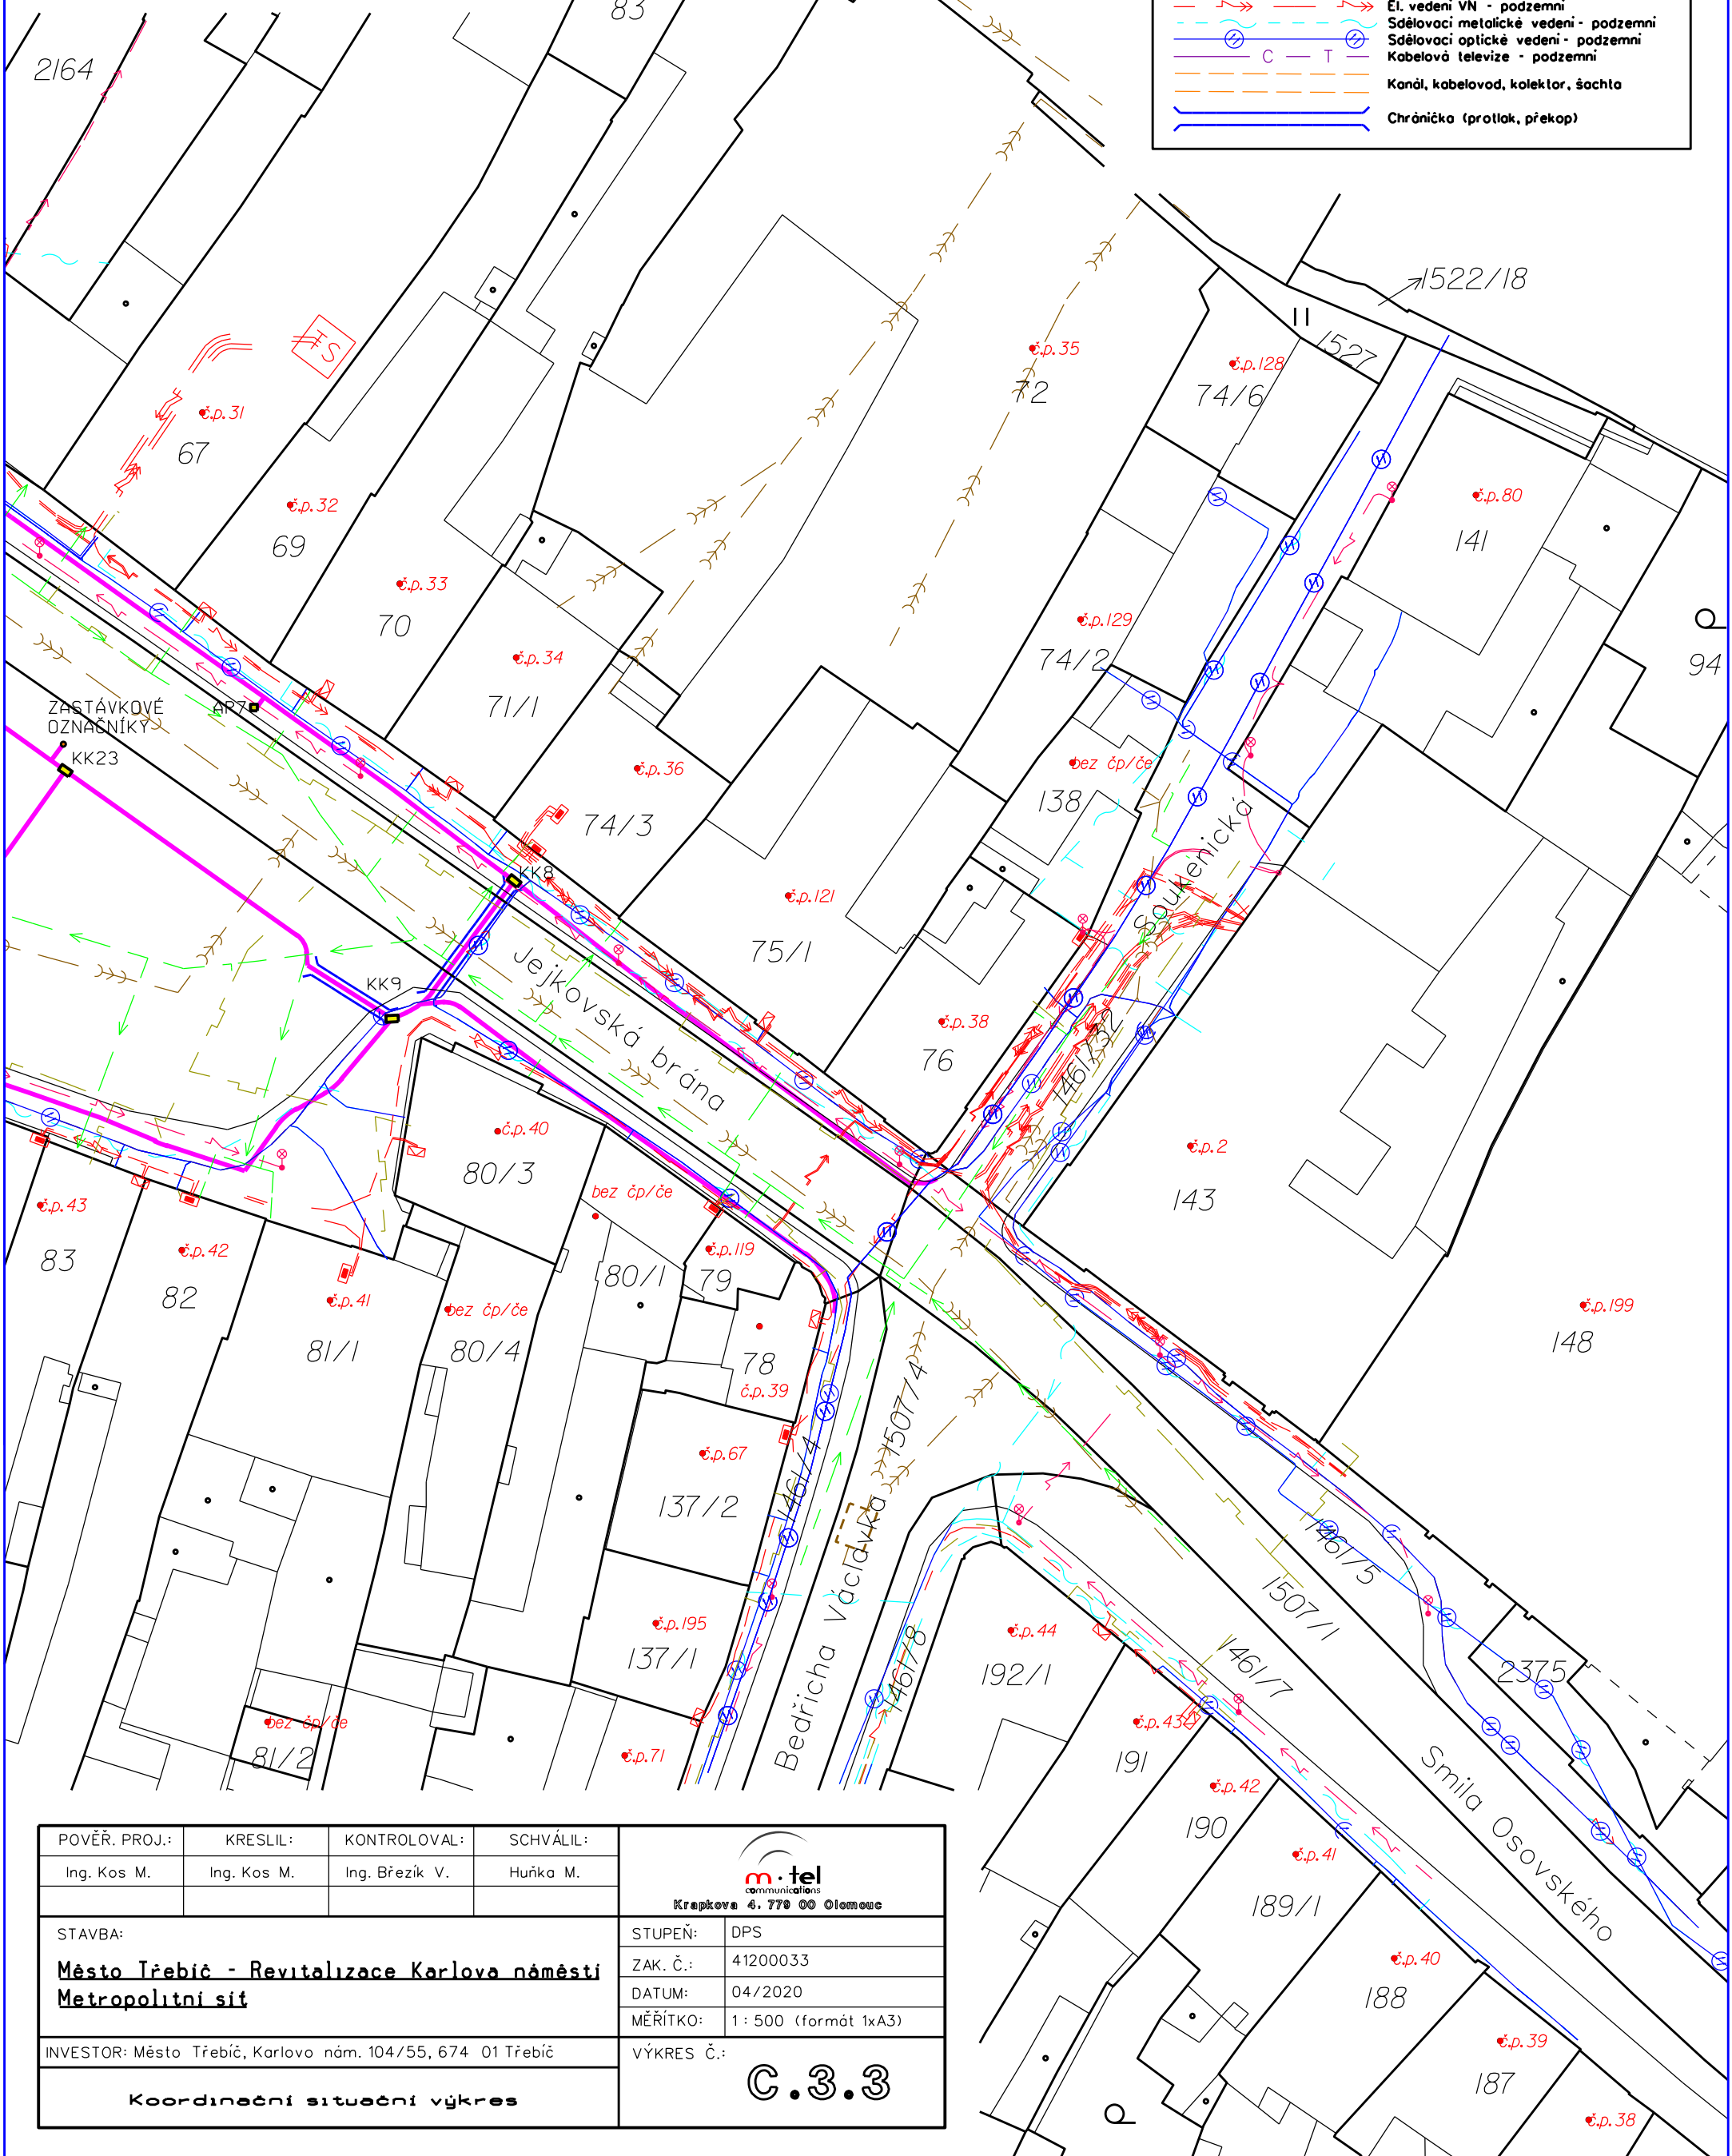 83
El. vedení VN - podzemní
Sdělovací metalické vedení - podzemní
Sdělovací optické vedení - podzemní
C T Kabelová televize - podzemní
Kanál, kabelovod, kolektor, šachta
Chránička (protlak, překop)
2164
1522/18
1527
TS
č.p.31
67
č.p.32
69
č.p.33
70
č.p.34
71/1
č.p.35
72
č.p.128
74/6
č.p.80
141
94
č.p.129
74/2
ZASTÁVKOVÉ
OZNAČNÍKY
AP7
KK23
č.p.36
74/3
bez čp/če
138
KK8
č.p.121
75/1
Soukenická
KK9
Jejkovská brána
č.p.38
76
1461/32
č.p.40
80/3
č.p.2
143
č.p.43
83
č.p.42
82
č.p.41
81/1
bez čp/če
80/4
bez čp/če
80/1
č.p.119
79
78
č.p.39
č.p.199
148
1507/4
1461/4
č.p.67
137/2
Bedřicha Václavka
1461/5
1507/1
č.p.195
137/1
1461/8
č.p.44
192/1
1461/7
2375
bez čp/če
81/2
č.p.71
č.p.43
191
č.p.42
190
č.p.41
189/1
Smila Osovského
č.p.40
188
č.p.39
187
č.p.38
POVĚŘ. PROJ.: KRESLIL: KONTROLOVAL: SCHVÁLIL:
Ing. Kos M. Ing. Kos M. Ing. Březík V. Huňka M.
m·tel
communications
Krapkova 4, 779 00 Olomouc
STAVBA:
Město Třebíč - Revitalizace Karlova náměstí
Metropolitní síť
STUPEŇ: DPS
ZAK. Č.: 41200033
DATUM: 04/2020
MĚŘÍTKO: 1 : 500 (formát 1xA3)
INVESTOR: Město Třebíč, Karlovo nám. 104/55, 674 01 Třebíč
VÝKRES Č.:
C.3.3
Koordinační situační výkres